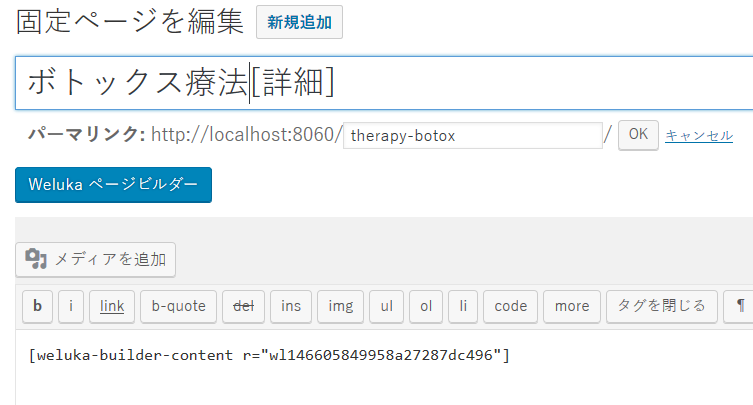 固定ページを編集 新規追加
ボトックス療法[詳細]
パーマリンク: http://localhost:8060/therapy-botox/ OK キャンセル
Weluka ページビルダー
メディアを追加
b i link b-quote del ins img ul ol li code more タグを閉じる ¶
[weluka-builder-content r="wl146605849958a27287dc496"]